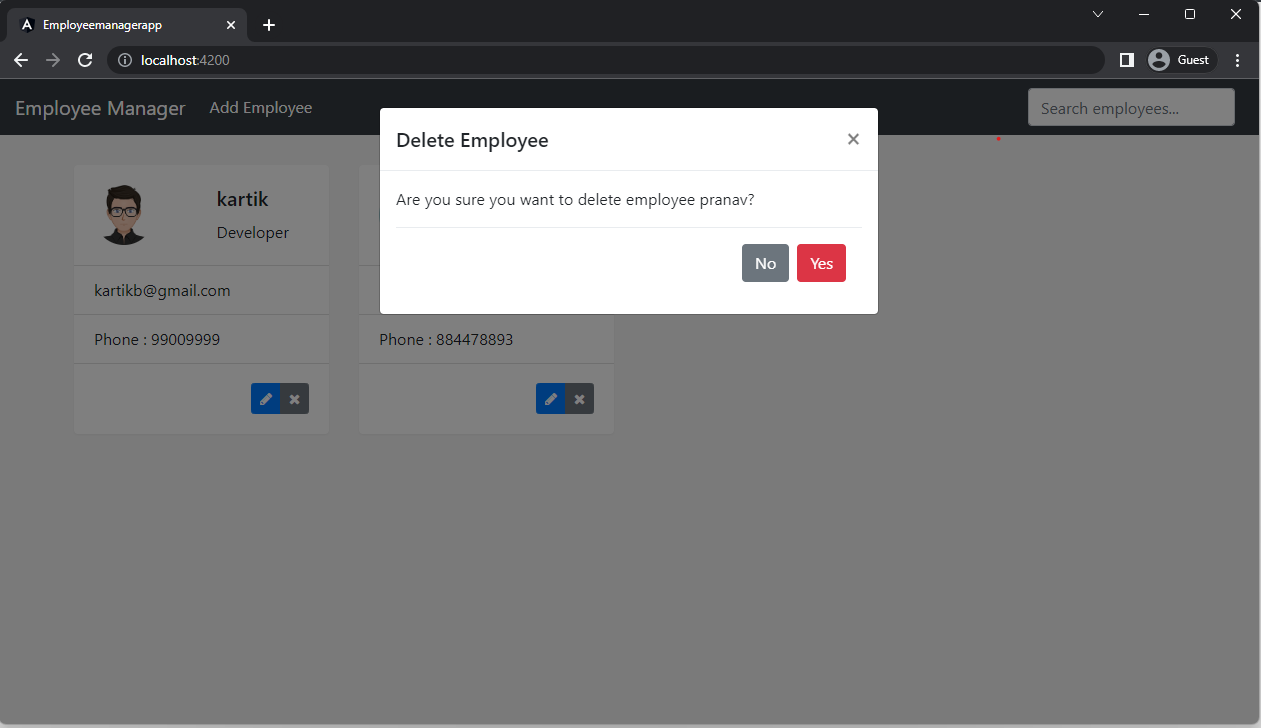 Employeemanagerapp
localhost:4200
Guest
Employee Manager Add Employee
Search employees...
Delete Employee
Are you sure you want to delete employee pranav?
No Yes
kartik
Developer
kartikb@gmail.com
Phone : 99009999
Phone : 884478893